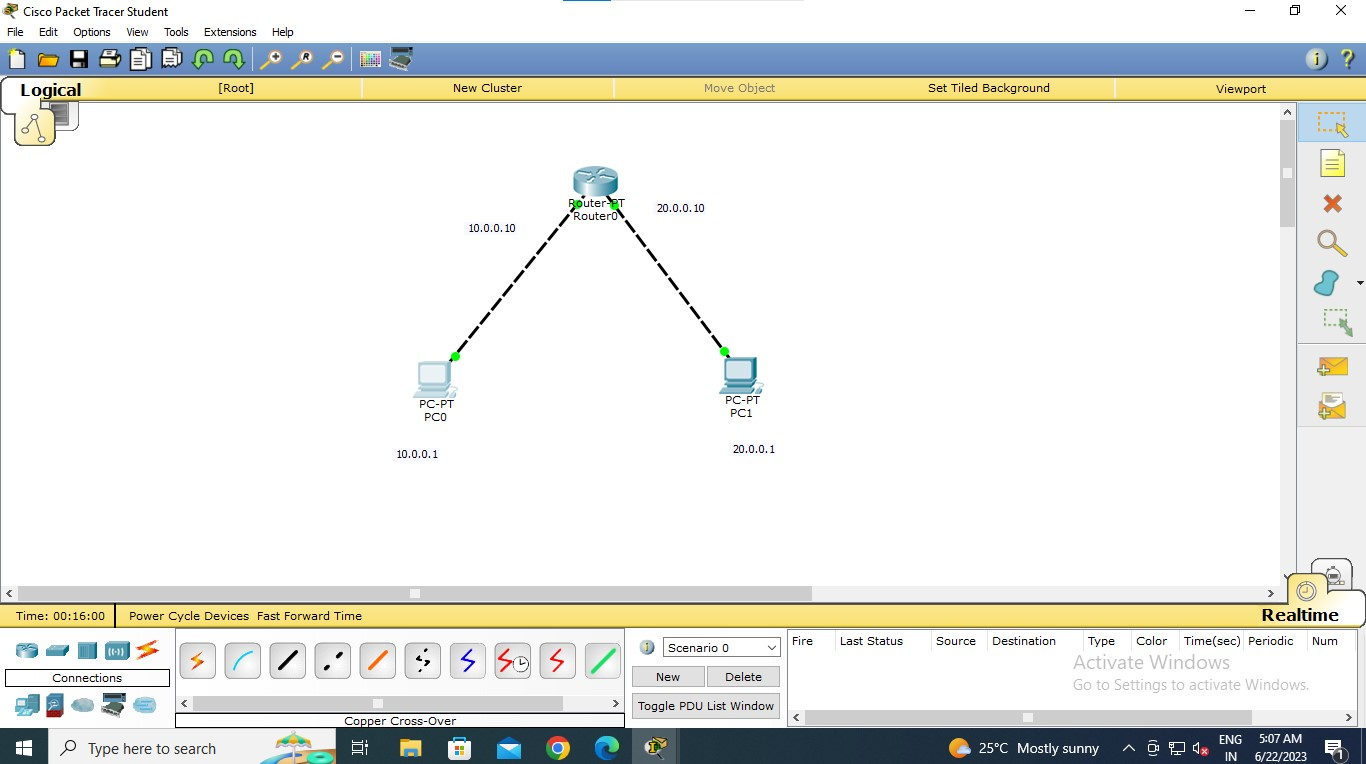 Cisco Packet Tracer Student
File Edit Options View Tools Extensions Help
Logical [Root] New Cluster Move Object Set Tiled Background Viewport
Router-PT
Router0
20.0.0.10
10.0.0.10
PC-PT
PC0
PC-PT
PC1
10.0.0.1
20.0.0.1
Time: 00:16:00 Power Cycle Devices Fast Forward Time Realtime
Connections
Copper Cross-Over
Scenario 0
New Delete
Toggle PDU List Window
Fire Last Status Source Destination Type Color Time(sec) Periodic Num
Activate Windows
Go to Settings to activate Windows.
Type here to search
25°C Mostly sunny
ENG
IN
5:07 AM
6/22/2023
1